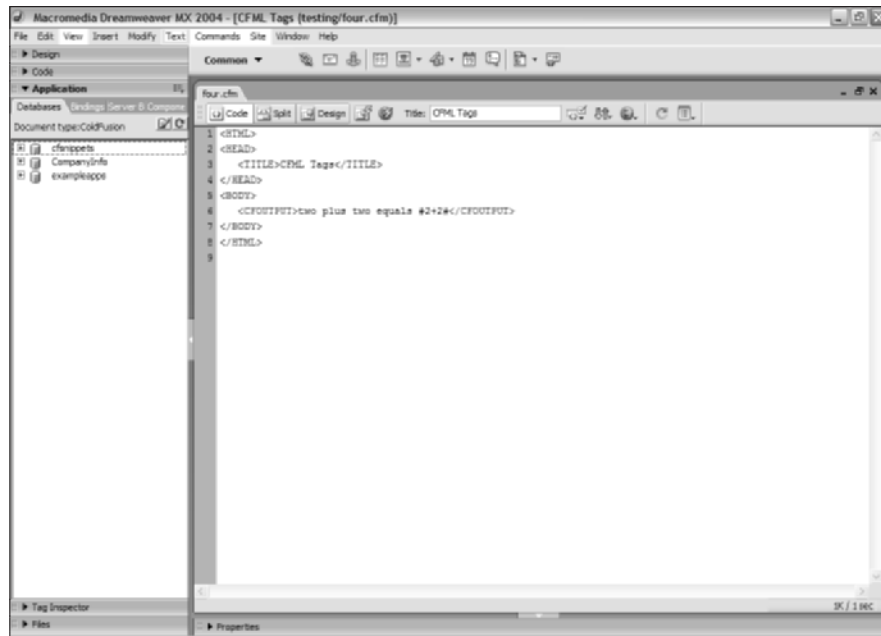 Macromedia Dreamweaver MX 2004 - [CFML Tags (testing/four.cfm)]
File Edit View Insert Modify Text Commands Site Window Help
Design
Code
Application
Databases Bindings Server B Compone
Document type:ColdFusion
cfsnippets
CompanyInfo
exampleapps
Tag Inspector
Files
Common
four.cfm
Code Split Design Title: CFML Tags
1 <HTML>
2 <HEAD>
3 <TITLE>CFML Tags</TITLE>
4 </HEAD>
5 <BODY>
6 <CFOUTPUT>two plus two equals #2+2#</CFOUTPUT>
7 </BODY>
8 </HTML>
9
1K / 1 sec
Properties